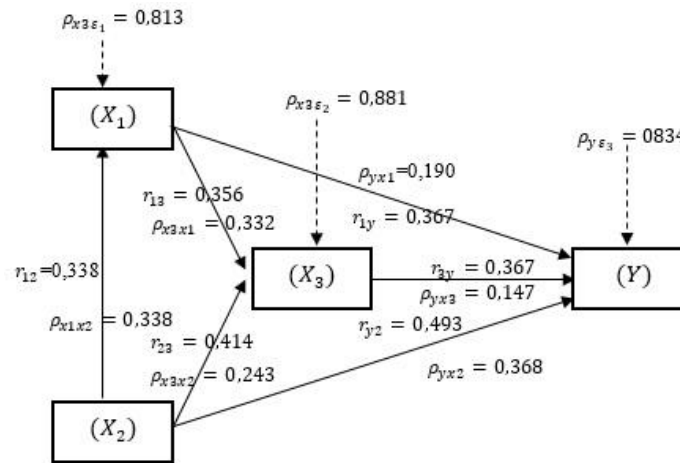 ρx3ε₁ = 0,813
(X₁)
ρx3ε₂ = 0,881
ρyε₃ = 0834
ρyx1=0,190
r₁₃ = 0,356
r₁y = 0,367
ρx3x1 = 0,332
r₁₂=0,338
(X₃)
r₃y = 0,367
(Y)
ρyx3 = 0,147
ρx1x2 = 0,338
r₂₃ = 0,414
ry₂ = 0,493
ρx3x2 = 0,243
ρyx2 = 0,368
(X₂)